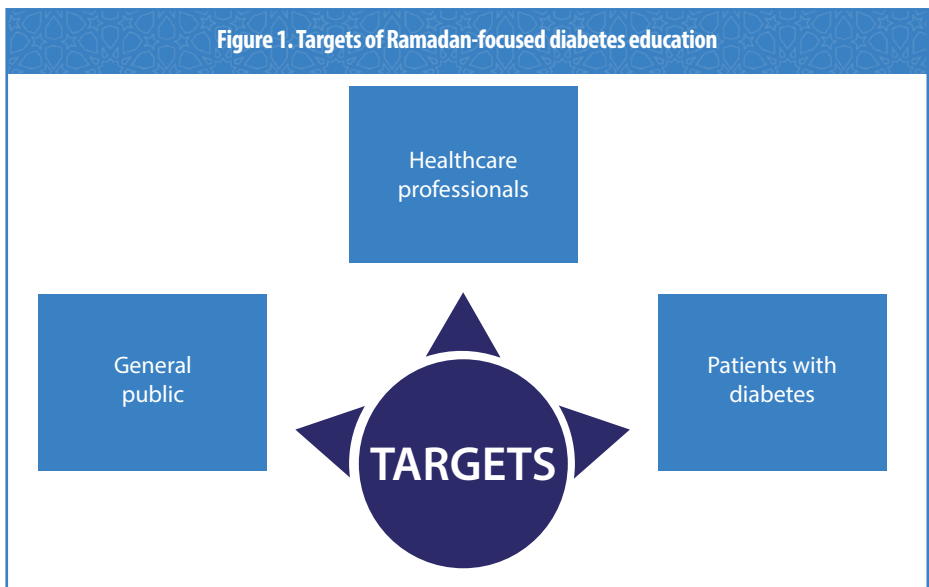 Figure 1. Targets of Ramadan-focused diabetes education
Healthcare
professionals
General
public
Patients with
diabetes
TARGETS